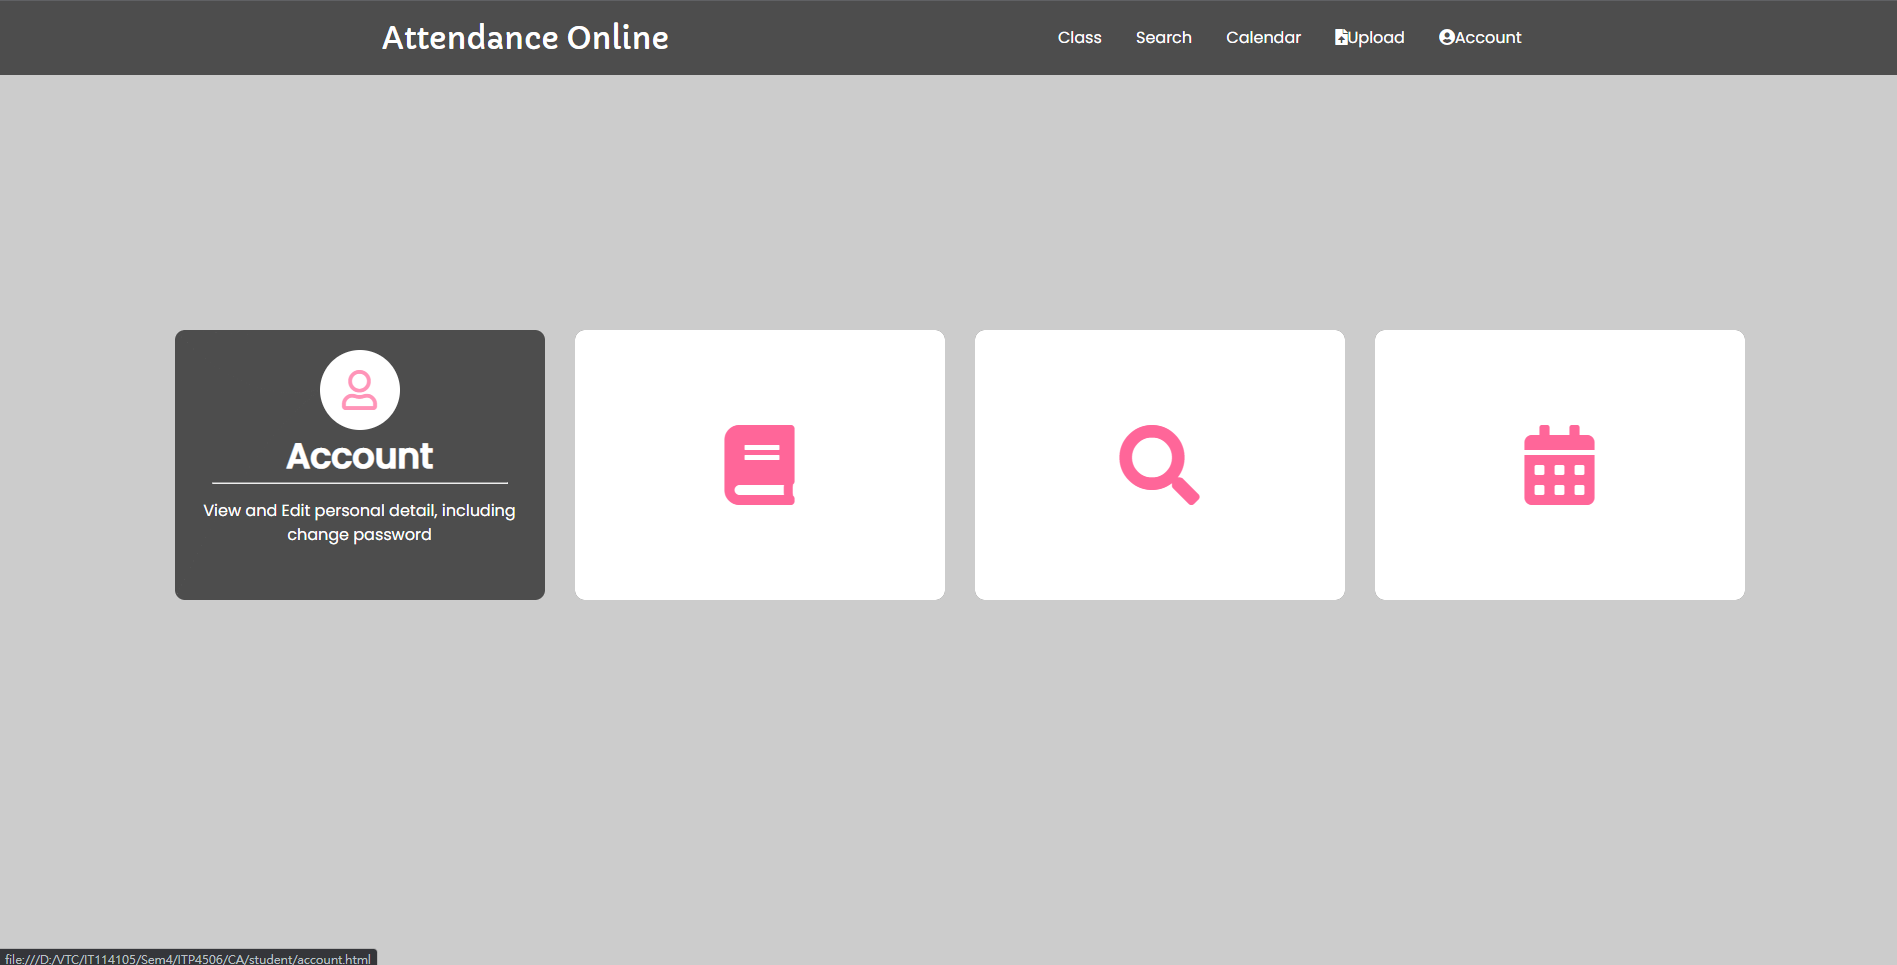 Attendance Online
Class Search Calendar Upload Account
Account
View and Edit personal detail, including
change password
file:///D:/VTC/IT114105/Sem4/ITP4506/CA/student/account.html